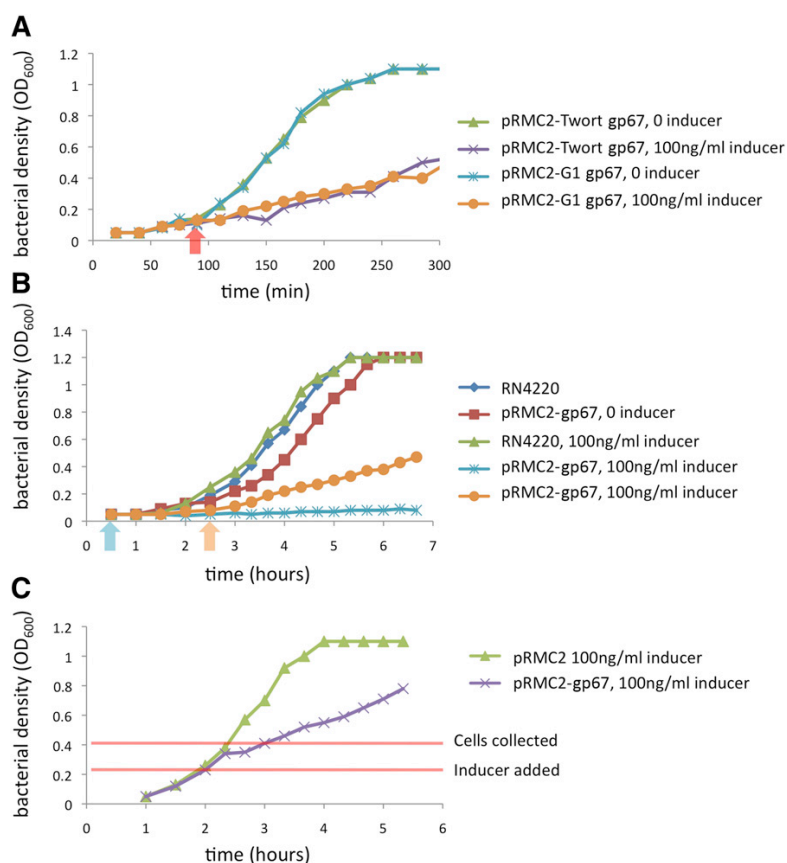 A
bacterial density (OD600)
1.2
1
0.8
0.6
0.4
0.2
0
0 50 100 150 200 250 300
time (min)
pRMC2-Twort gp67, 0 inducer
pRMC2-Twort gp67, 100ng/ml inducer
pRMC2-G1 gp67, 0 inducer
pRMC2-G1 gp67, 100ng/ml inducer
B
bacterial density (OD600)
1.4
1.2
1
0.8
0.6
0.4
0.2
0
0 1 2 3 4 5 6 7
time (hours)
RN4220
pRMC2-gp67, 0 inducer
RN4220, 100ng/ml inducer
pRMC2-gp67, 100ng/ml inducer
pRMC2-gp67, 100ng/ml inducer
C
bacterial density (OD600)
1.2
1
0.8
0.6
0.4
0.2
0
0 1 2 3 4 5 6
time (hours)
pRMC2 100ng/ml inducer
pRMC2-gp67, 100ng/ml inducer
Cells collected
Inducer added